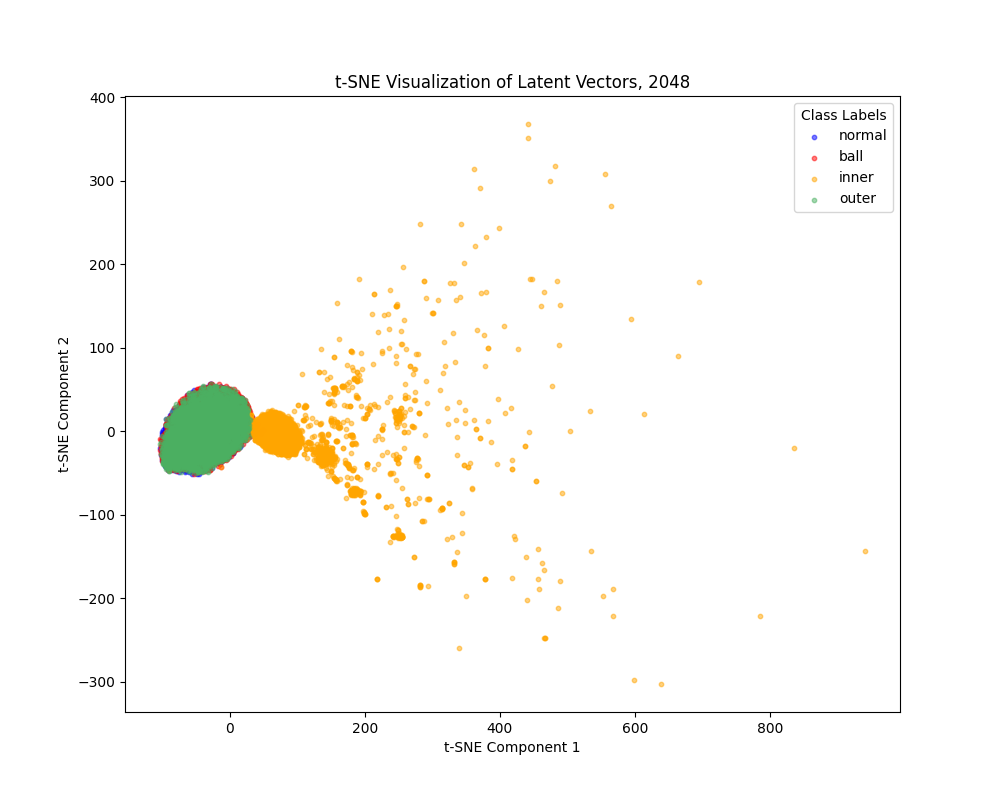 t-SNE Visualization of Latent Vectors, 2048
400
300
200
100
0
−100
−200
−300
t-SNE Component 2
Class Labels
normal
ball
inner
outer
0
200
400
600
800
t-SNE Component 1